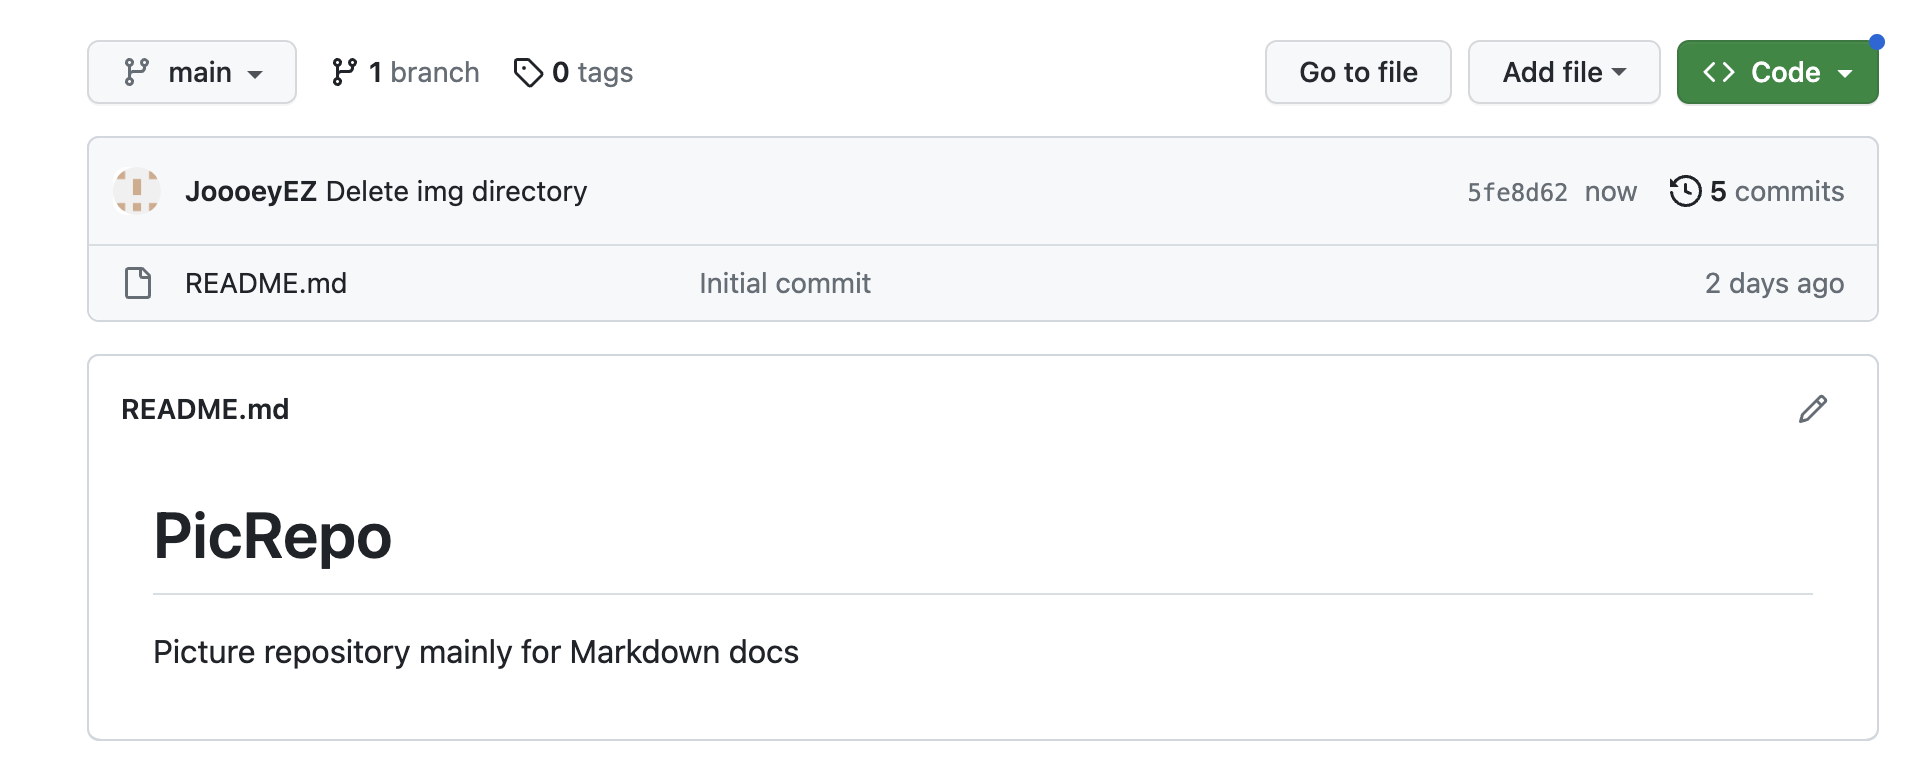 main 1 branch 0 tags Go to file Add file <> Code
JoooeyEZ Delete img directory 5fe8d62 now 5 commits
README.md Initial commit 2 days ago
README.md
PicRepo
Picture repository mainly for Markdown docs